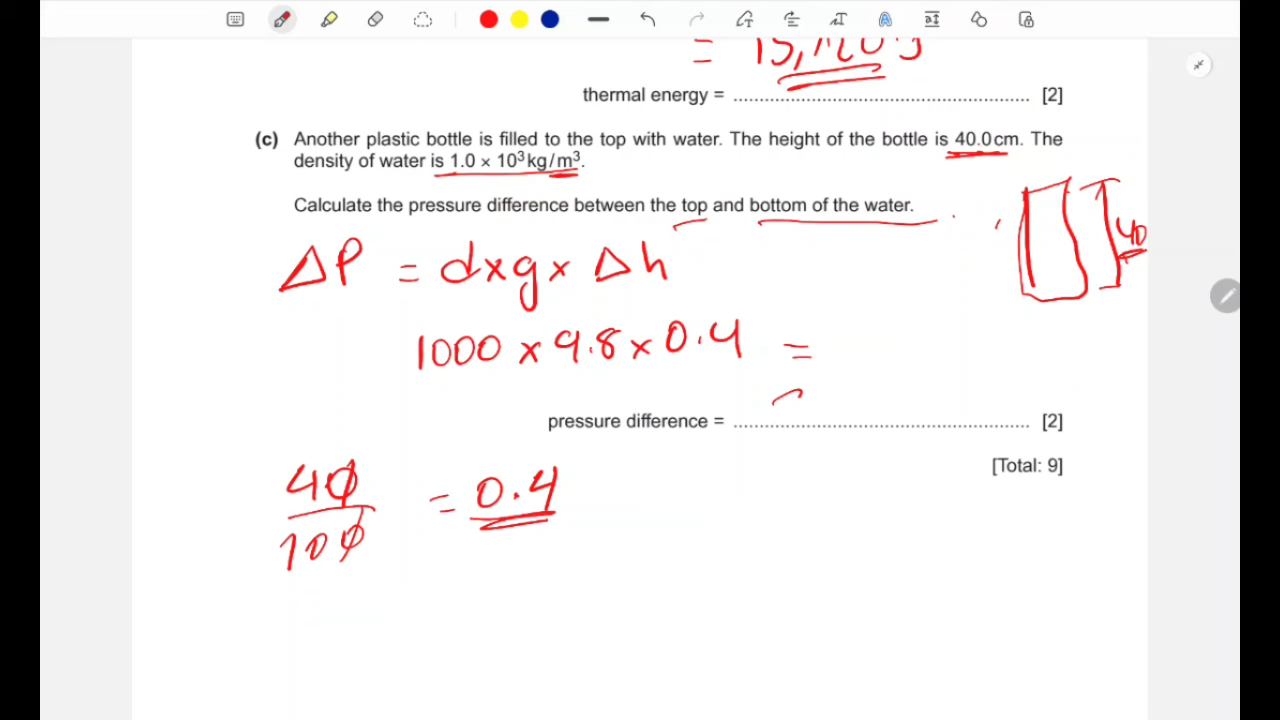 = 15,120 J
thermal energy = ........................................................ [2]
(c) Another plastic bottle is filled to the top with water. The height of the bottle is 40.0 cm. The
density of water is 1.0 × 10³ kg/m³.
Calculate the pressure difference between the top and bottom of the water.
40
ΔP = d×g× Δh
1000 × 9.8 × 0.4 =
pressure difference = ........................................................ [2]
[Total: 9]
40/100 = 0.4